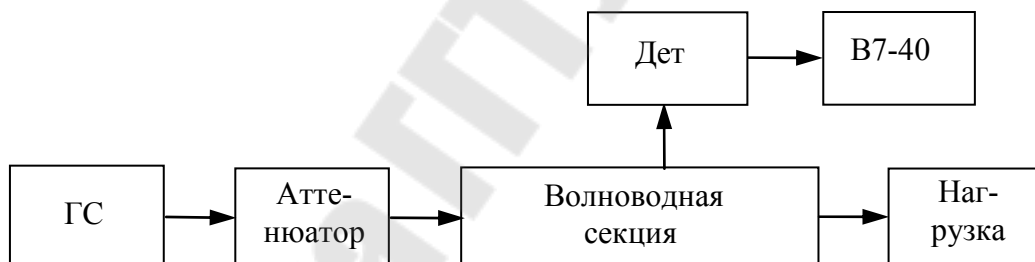 Дет
В7-40
ГС
Атте-
нюатор
Волноводная
секция
Наг-
рузка